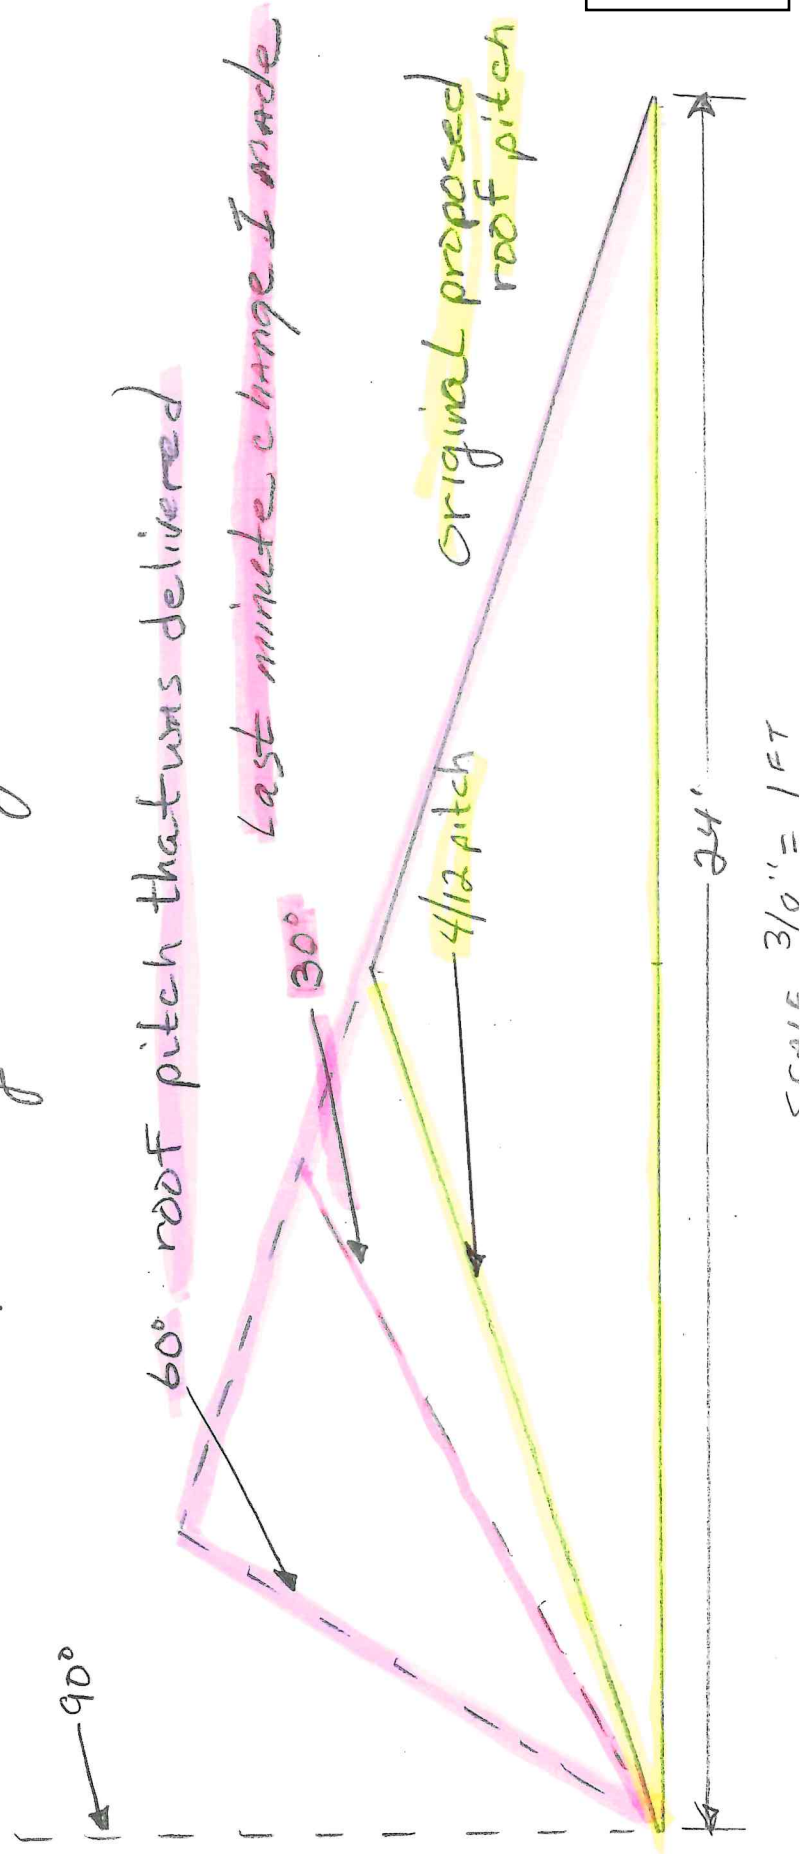 60° roof pitch that was delivered
Last minute change I made
30°
original proposed
roof pitch
4/12 pitch
90°
24'
SCALE 3/8" = 1 FT